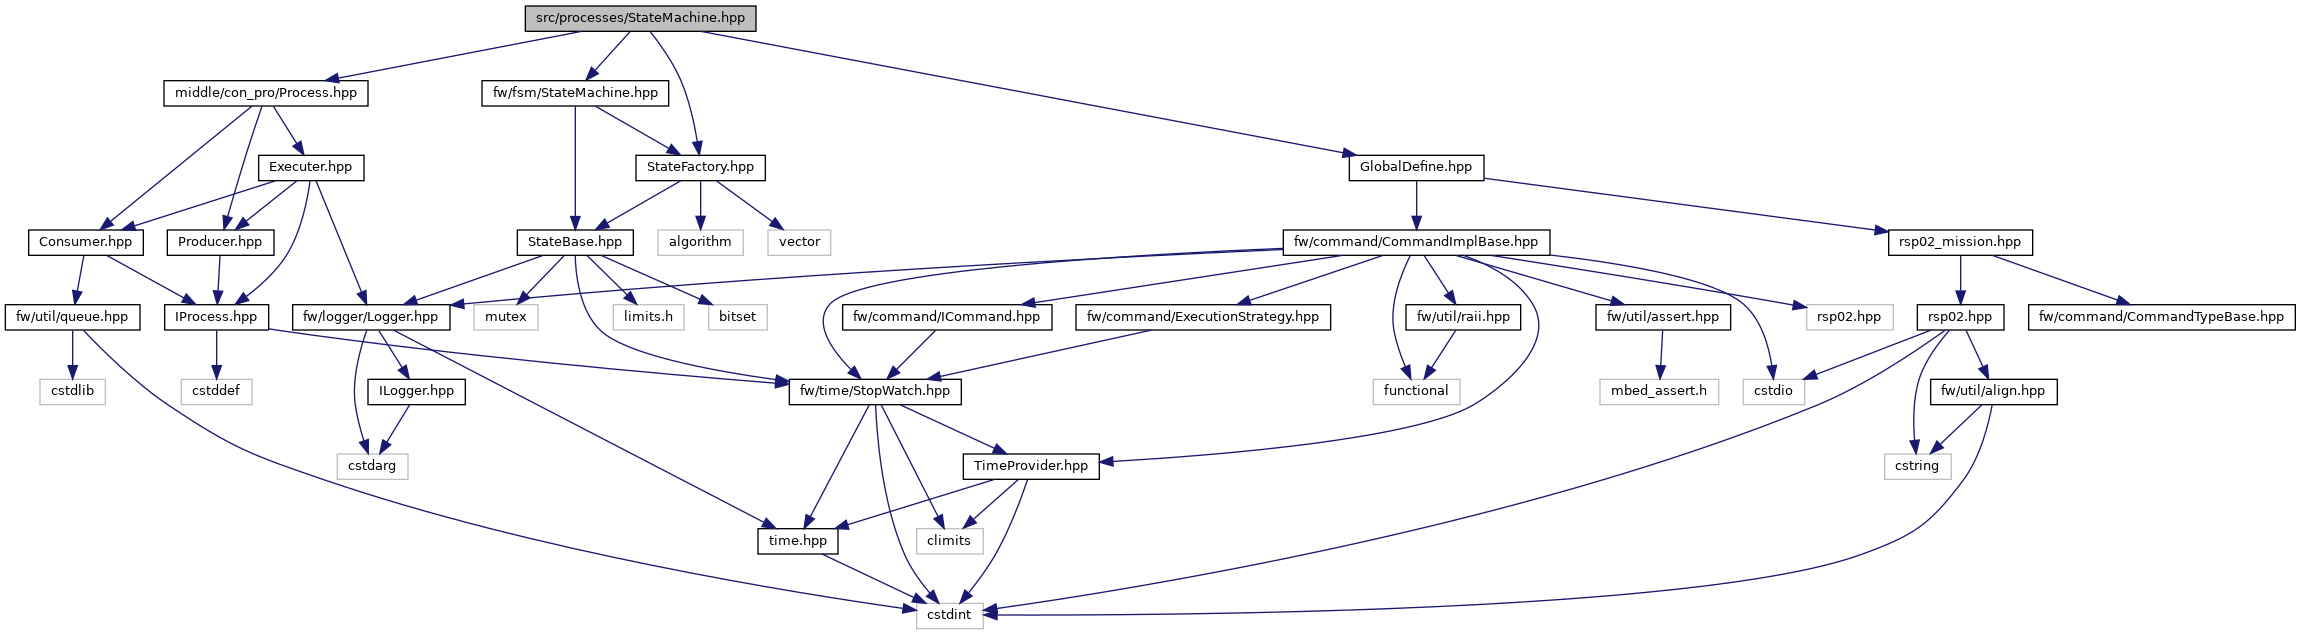 src/processes/StateMachine.hpp
middle/con_pro/Process.hpp
fw/fsm/StateMachine.hpp
Executer.hpp
StateFactory.hpp
GlobalDefine.hpp
Consumer.hpp
Producer.hpp
StateBase.hpp
algorithm
vector
fw/command/CommandImplBase.hpp
rsp02_mission.hpp
fw/util/queue.hpp
IProcess.hpp
fw/logger/Logger.hpp
mutex
limits.h
bitset
fw/command/ICommand.hpp
fw/command/ExecutionStrategy.hpp
fw/util/raii.hpp
fw/util/assert.hpp
rsp02.hpp
rsp02.hpp
fw/command/CommandTypeBase.hpp
cstdlib
cstddef
ILogger.hpp
fw/time/StopWatch.hpp
functional
mbed_assert.h
cstdio
fw/util/align.hpp
cstdarg
TimeProvider.hpp
cstring
time.hpp
climits
cstdint